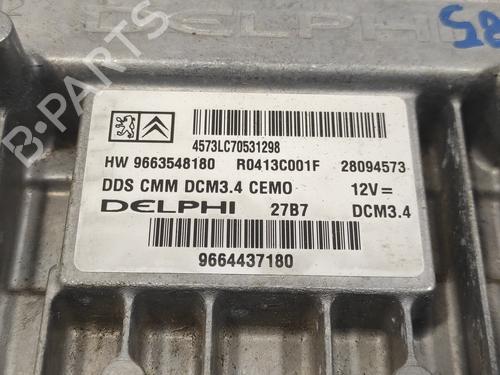 DELPHI
S8
4573LC70531298
HW 9663548180 R0413C001F 28094573
DDS CMM DCM3.4 CEMO 12V=
DELPHI 27B7 DCM3.4
9664437180
B-PARTS